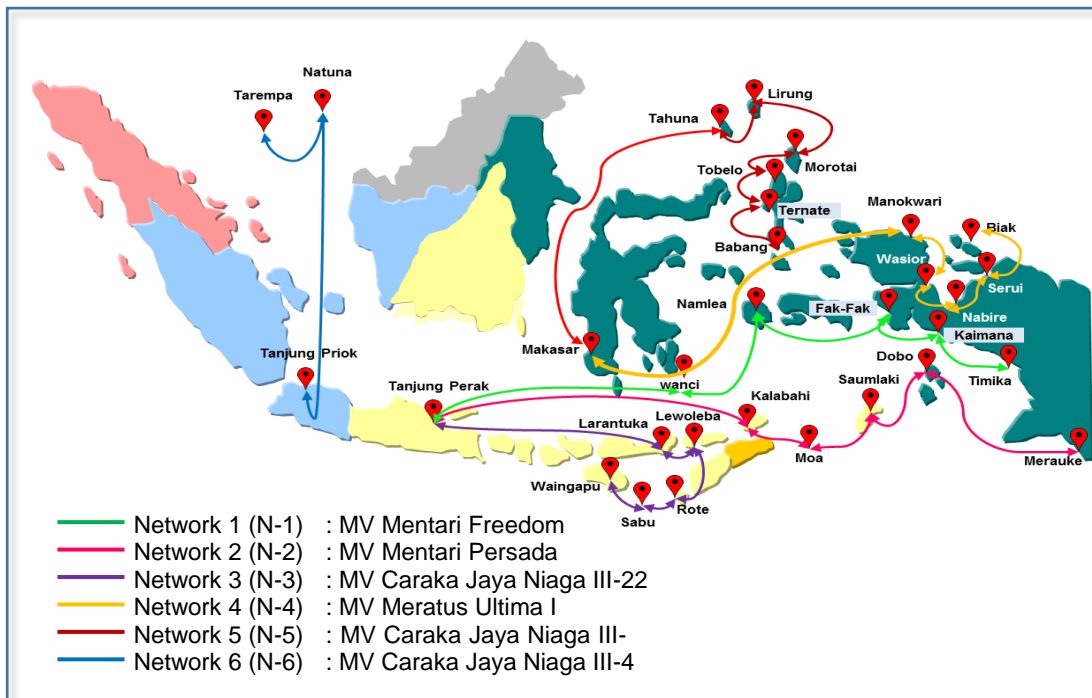 Natuna
Tarempa
Lirung
Tahuna
Morotai
Tobelo
Ternate
Manokwari
Babang
Biak
Wasior
Serui
Namlea
Fak-Fak
Nabire
Kaimana
Makasar
Tanjung Priok
Dobo
wanci
Timika
Tanjung Perak
Saumlaki
Kalabahi
Lewoleba
Larantuka
Moa
Merauke
Waingapu
Rote
Sabu
Network 1 (N-1) : MV Mentari Freedom
Network 2 (N-2) : MV Mentari Persada
Network 3 (N-3) : MV Caraka Jaya Niaga III-22
Network 4 (N-4) : MV Meratus Ultima I
Network 5 (N-5) : MV Caraka Jaya Niaga III-
Network 6 (N-6) : MV Caraka Jaya Niaga III-4